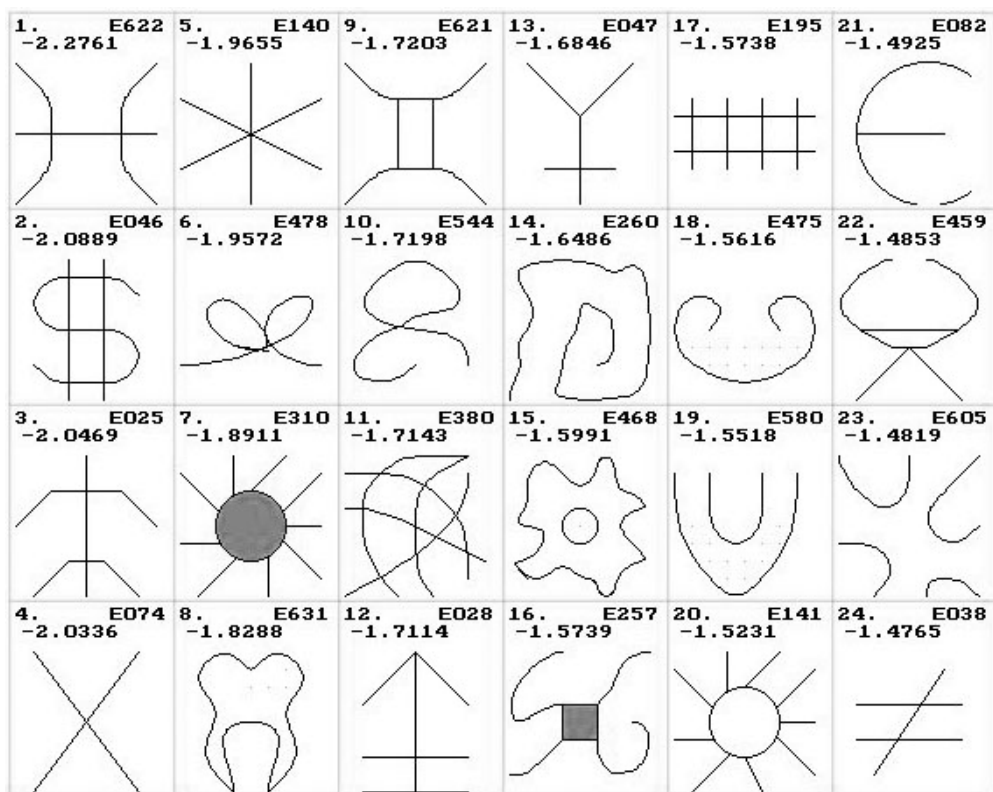 1. E622 5. E140 9. E621 13. E047 17. E195 21. E082
-2.2761 -1.9655 -1.7203 -1.6846 -1.5738 -1.4925
2. E046 6. E478 10. E544 14. E260 18. E475 22. E459
-2.0889 -1.9572 -1.7198 -1.6486 -1.5616 -1.4853
3. E025 7. E310 11. E380 15. E468 19. E580 23. E605
-2.0469 -1.8911 -1.7143 -1.5991 -1.5518 -1.4819
4. E074 8. E631 12. E028 16. E257 20. E141 24. E038
-2.0336 -1.8288 -1.7114 -1.5739 -1.5231 -1.4765